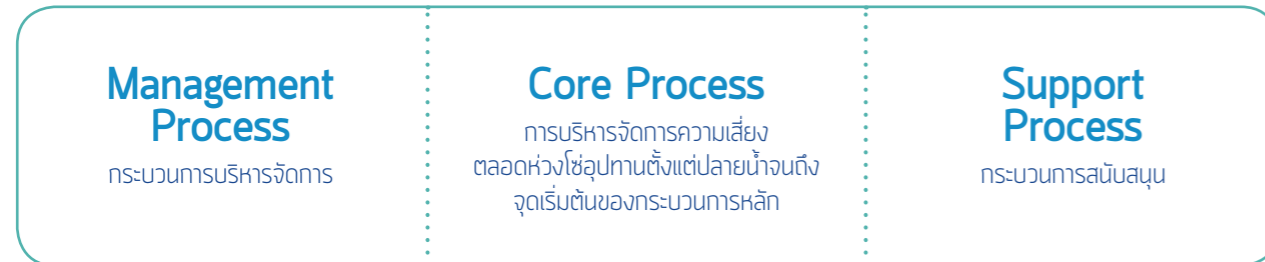 Management
Process
กระบวนการบริหารจัดการ
Core Process
การบริหารจัดการความเสี่ยง
ตลอดห่วงโซ่อุปทานตั้งแต่ปลายน้ำจนถึง
จุดเริ่มต้นของกระบวนการหลัก
Support
Process
กระบวนการสนับสนุน